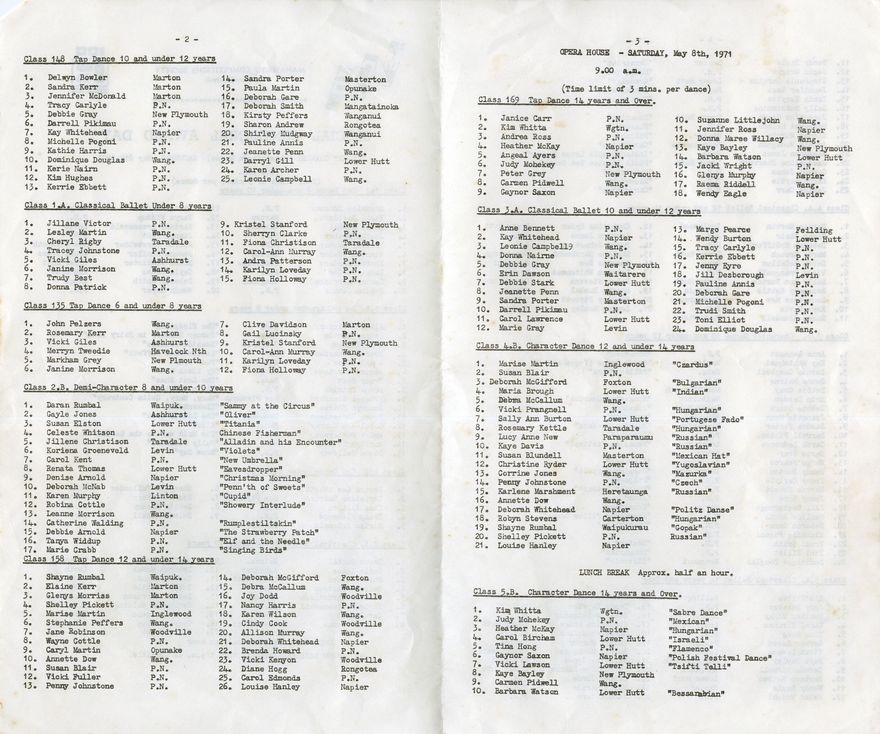 - 2 -
Class 148 Tap Dance 10 and under 12 years
1. Delwyn Bowler Marton
2. Sandra Kerr Marton
3. Jennifer McDonald Marton
4. Tracy Carlyle P.N.
5. Debbie Gray New Plymouth
6. Darrell Pikimau P.N.
7. Kay Whitehead Napier
8. Michelle Pogoni P.N.
9. Kathie Harris P.N.
10. Dominique Douglas Wang.
11. Kerie Nairn P.N.
12. Kim Hughes P.N.
13. Kerrie Ebbett P.N.
14. Sandra Porter Masterton
15. Paula Martin Opunake
16. Deborah Gare P.N.
17. Deborah Smith Mangatainoka
18. Kirsty Peffers Wanganui
19. Sharon Andrew Rongotea
20. Shirley Mudgway Wanganui
21. Pauline Annis P.N.
22. Jeanette Penn Wang.
23. Darryl Gill Lower Hutt
24. Karen Archer P.N.
25. Leonie Campbell Wang.
Class 1.A. Classical Ballet Under 8 years
1. Jillane Victor P.N.
2. Lesley Martin Wang.
3. Cheryl Rigby Taradale
4. Tracey Johnstone P.N.
5. Vicki Giles Ashhurst
6. Janine Morrison Wang.
7. Trudy Best Wang.
8. Donna Patrick P.N.
9. Kristel Stanford New Plymouth
10. Sherryn Clarke P.N.
11. Fiona Christison Taradale
12. Carol-Ann Murray Wang.
13. Andra Patterson P.N.
14. Karilyn Loveday P.N.
15. Fiona Holloway P.N.
Class 135 Tap Dance 6 and under 8 years
1. John Pelzers Wang.
2. Rosemary Kerr Marton
3. Vicki Giles Ashhurst
4. Merryn Tweedie Havelock Nth
5. Markham Grey New Plmouth
6. Janine Morrison Wang.
7. Clive Davidson Marton
8. Gail Lucinsky P.N.
9. Kristel Stanford New Plymouth
10. Carol-Ann Murray Wang.
11. Karilyn Loveday P.N.
12. Fiona Holloway P.N.
Class 2.B. Demi-Character 8 and under 10 years
1. Daran Rumbal Waipuk. "Sammy at the Circus"
2. Gayle Jones Ashhurst "Oliver"
3. Susan Elston Lower Hutt "Titania"
4. Celeste Whitson P.N. Chinese Fisherman"
5. Jillene Christison Taradale "Alladin and his Encounter"
6. Koriena Groeneveld Levin "Violets"
7. Carol Kent P.N. "New Umbrella"
8. Renata Thomas Lower Hutt "Eavesdropper"
9. Denise Arnold Napier "Christmas Morning"
10. Deborah McNab Levin "Penn'th of Sweets"
11. Karen Murphy Linton "Cupid"
12. Robina Cottle P.N. "Showery Interlude"
13. Leanne Morrison Wang.
14. Catherine Walding P.N. "Rumplestiltskin"
15. Debbie Arnold Napier "The Strawberry Patch"
16. Tanya Widdup P.N. "Elf and the Needle"
17. Marie Crabb P.N. "Singing Birds"
Class 158 Tap Dance 12 and under 14 years
1. Shayne Rumbal Waipuk.
2. Elaine Kerr Marton
3. Glenys Morriss Marton
4. Shelley Pickett P.N.
5. Marise Martin Inglewood
6. Stephanie Peffers Wang.
7. Jane Robinson Woodville
8. Wayne Cottle P.N.
9. Caryl Martin Opunake
10. Annette Dow Wang.
11. Susan Blair P.N.
12. Vicki Fuller P.N.
13. Penny Johnstone P.N.
14. Deborah McGifford Foxton
15. Debra McCallum Wang.
16. Joy Dodd Woodville
17. Nancy Harris P.N.
18. Karen Wilson Wang.
19. Cindy Cook Woodville
20. Allison Murray Wang.
21. Deborah Whitehead Napier
22. Brenda Howard P.N.
23. Vicki Kenyon Woodville
24. Diane Hogg Rongotea
25. Carol Edmonds P.N.
26. Louise Hanley Napier
- 3 -
OPERA HOUSE - SATURDAY, May 8th, 1971
9.00 a.m.
(Time limit of 3 mins. per dance)
Class 169 Tap Dance 14 years and Over.
1. Janice Carr P.N.
2. Kim Whitta Wgtn.
3. Andrea Ross P.N.
4. Heather McKay Napier
5. Angeal Ayers P.N.
6. Judy Mohekey P.N.
7. Peter Grey New Plymouth
8. Carmen Pidwell Wang.
9. Gaynor Saxon Napier
10. Suzanne Littlejohn Wang.
11. Jennifer Ross Napier
12. Donna Maree Willacy Wang.
13. Kaye Bayley New Plymouth
14. Barbara Watson Lower Hutt
15. Jacki Wright P.N.
16. Glenys Murphy Napier
17. Raema Riddell Wang.
18. Wendy Eagle Napier
Class 3.A. Classical Ballet 10 and under 12 years
1. Anne Bennett P.N.
2. Kay Whitehead Napier
3. Leonie Campbell9 Wang.
4. Donna Nairne P.N.
5. Debbie Gray New Plymouth
6. Erin Dawson Waitarere
7. Debbie Stark Lower Hutt
8. Jeanette Penn Wang.
9. Sandra Porter Masterton
10. Darrell Pikimau P.N.
11. Carol Lawrence Lower Hutt
12. Marie Gray Levin
13. Margo Pearce Feilding
14. Wendy Burton Lower Hutt
15. Tracy Carlyle P.N.
16. Kerrie Ebbett P.N.
17. Jenny Eyre P.N.
18. Jill Desborough Levin
19. Pauline Annis P.N.
20. Deborah Gare P.N.
21. Michelle Pogoni P.N.
22. Trudi Smith P.N.
23. Toni Elliot P.N.
24. Dominique Douglas Wang.
Class 4.B. Character Dance 12 and under 14 years
1. Marise Martin Inglewood "Czardus"
2. Susan Blair P.N.
3. Deborah McGifford Foxton "Bulgarian"
4. Maria Brough Lower Hutt "Indian"
5. Debra McCallum Wang.
6. Vicki Prangnell P.N. "Hungarian"
7. Sally Ann Burton Lower Hutt "Portugese Fado"
8. Rosemary Kettle Taradale "Hungarian"
9. Lucy Anne New Paraparaumu "Russian"
10. Kaye Davis P.N. "Russian"
11. Susan Blundell Masterton "Mexican Hat"
12. Christine Ryder Lower Hutt "Yugoslavian"
13. Corrine Jones Wang. "Mazurka"
14. Penny Johnstone P.N. "Czech"
15. Karlene Marshment Heretaunga "Russian"
16. Annette Dow Wang.
17. Deborah Whitehead Napier "Politz Danse"
18. Robyn Stevens Carterton "Hungarian"
19. Shayne Rumbal Waipukurau "Gopak"
20. Shelley Pickett P.N. Russian"
21. Louise Hanley Napier
LUNCH BREAK Approx. half an hour.
Class 5.B. Character Dance 14 years and Over.
1. Kim Whitta Wgtn. "Sabre Dance"
2. Judy Mohekey P.N. "Mexican"
3. Heather McKay Napier "Hungarian"
4. Carol Bircham Lower Hutt "Israeli"
5. Tina Hong P.N. "Flamenco"
6. Gaynor Saxon Napier "Polish Festival Dance"
7. Vicki Lawson Lower Hutt "Tsifti Telli"
8. Kaye Bayley New Plymouth
9. Carmen Pidwell Wang.
10. Barbara Watson Lower Hutt "Bessarabian"